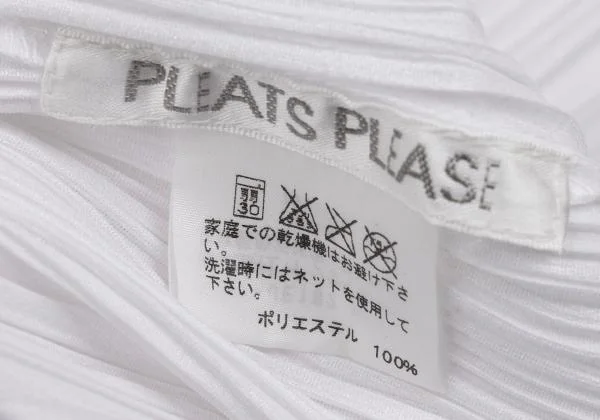 PLEATS PLEASE
弱
30
家庭での乾燥機はお避け下さ
い。
洗濯時にはネットを使用して
下さい。
ポリエステル 100%